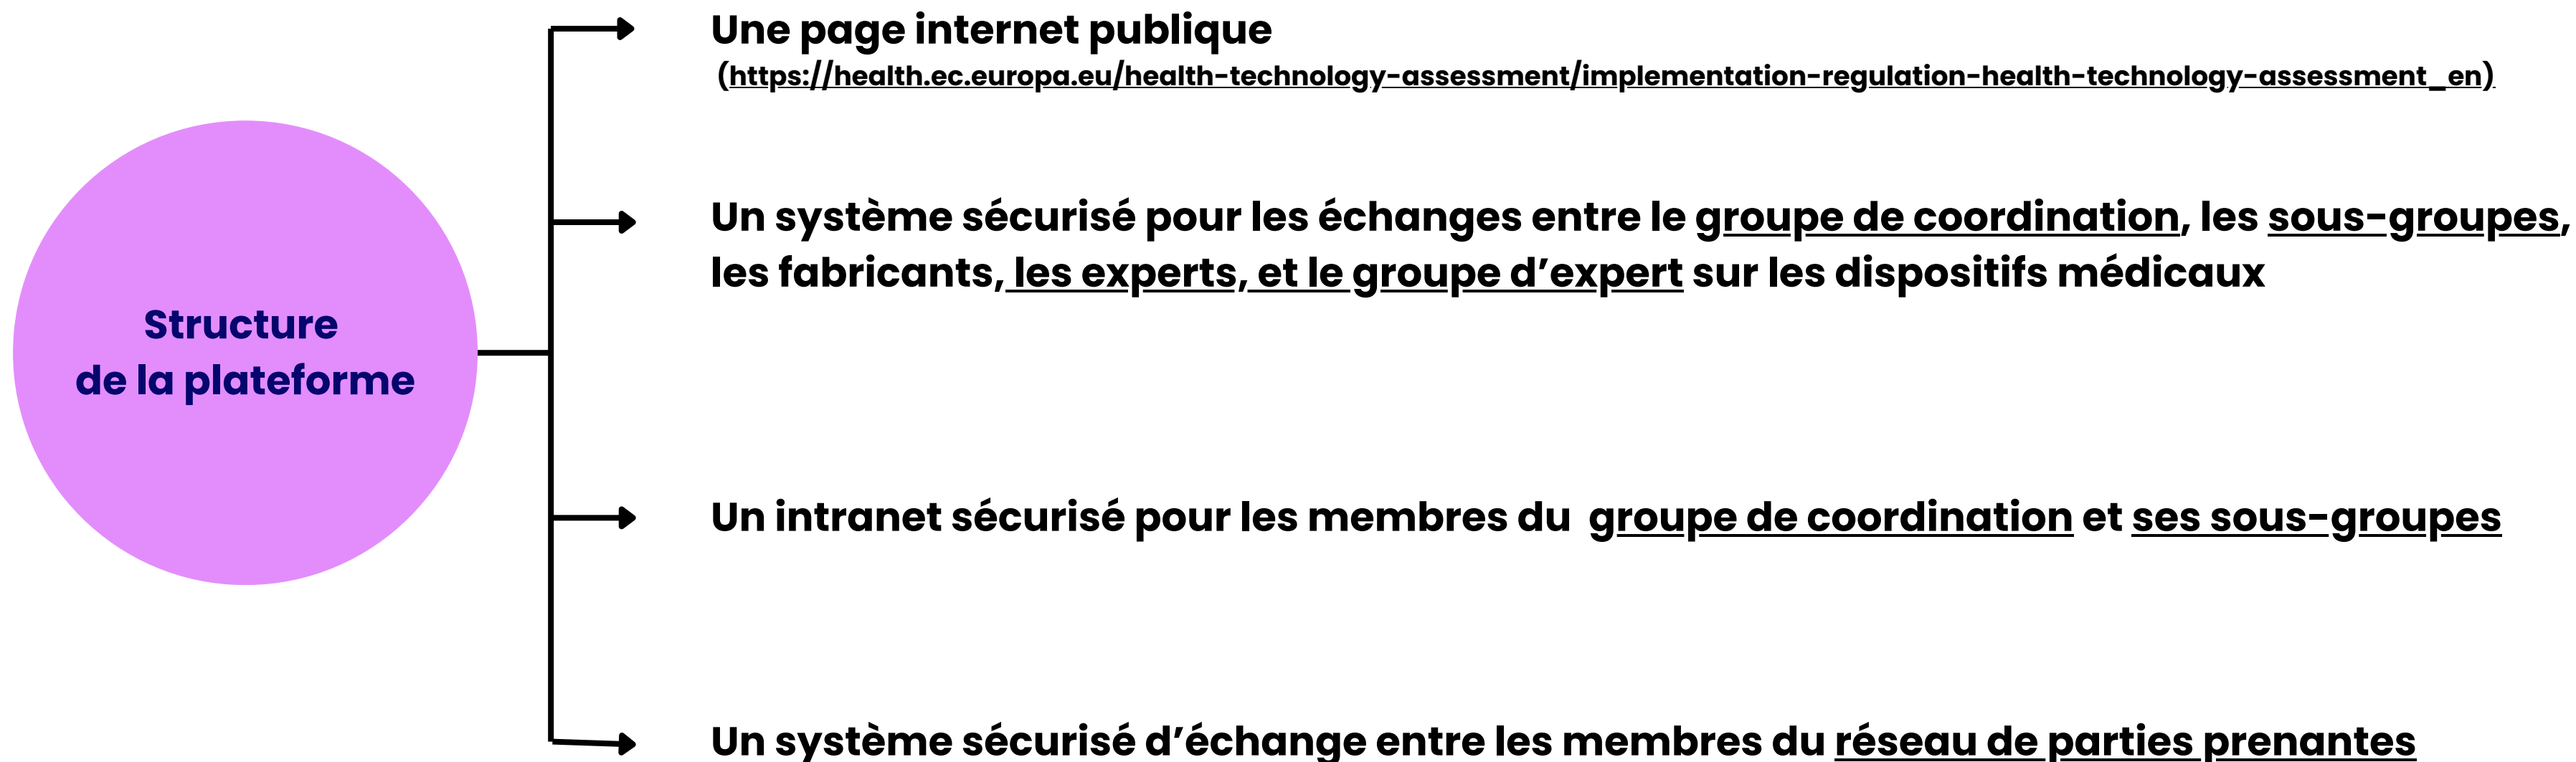 Une page internet publique
(https://health.ec.europa.eu/health-technology-assessment/implementation-regulation-health-technology-assessment_en)
Structure
de la plateforme
Un système sécurisé pour les échanges entre le groupe de coordination, les sous-groupes,
les fabricants, les experts, et le groupe d’expert sur les dispositifs médicaux
Un intranet sécurisé pour les membres du groupe de coordination et ses sous-groupes
Un système sécurisé d’échange entre les membres du réseau de parties prenantes